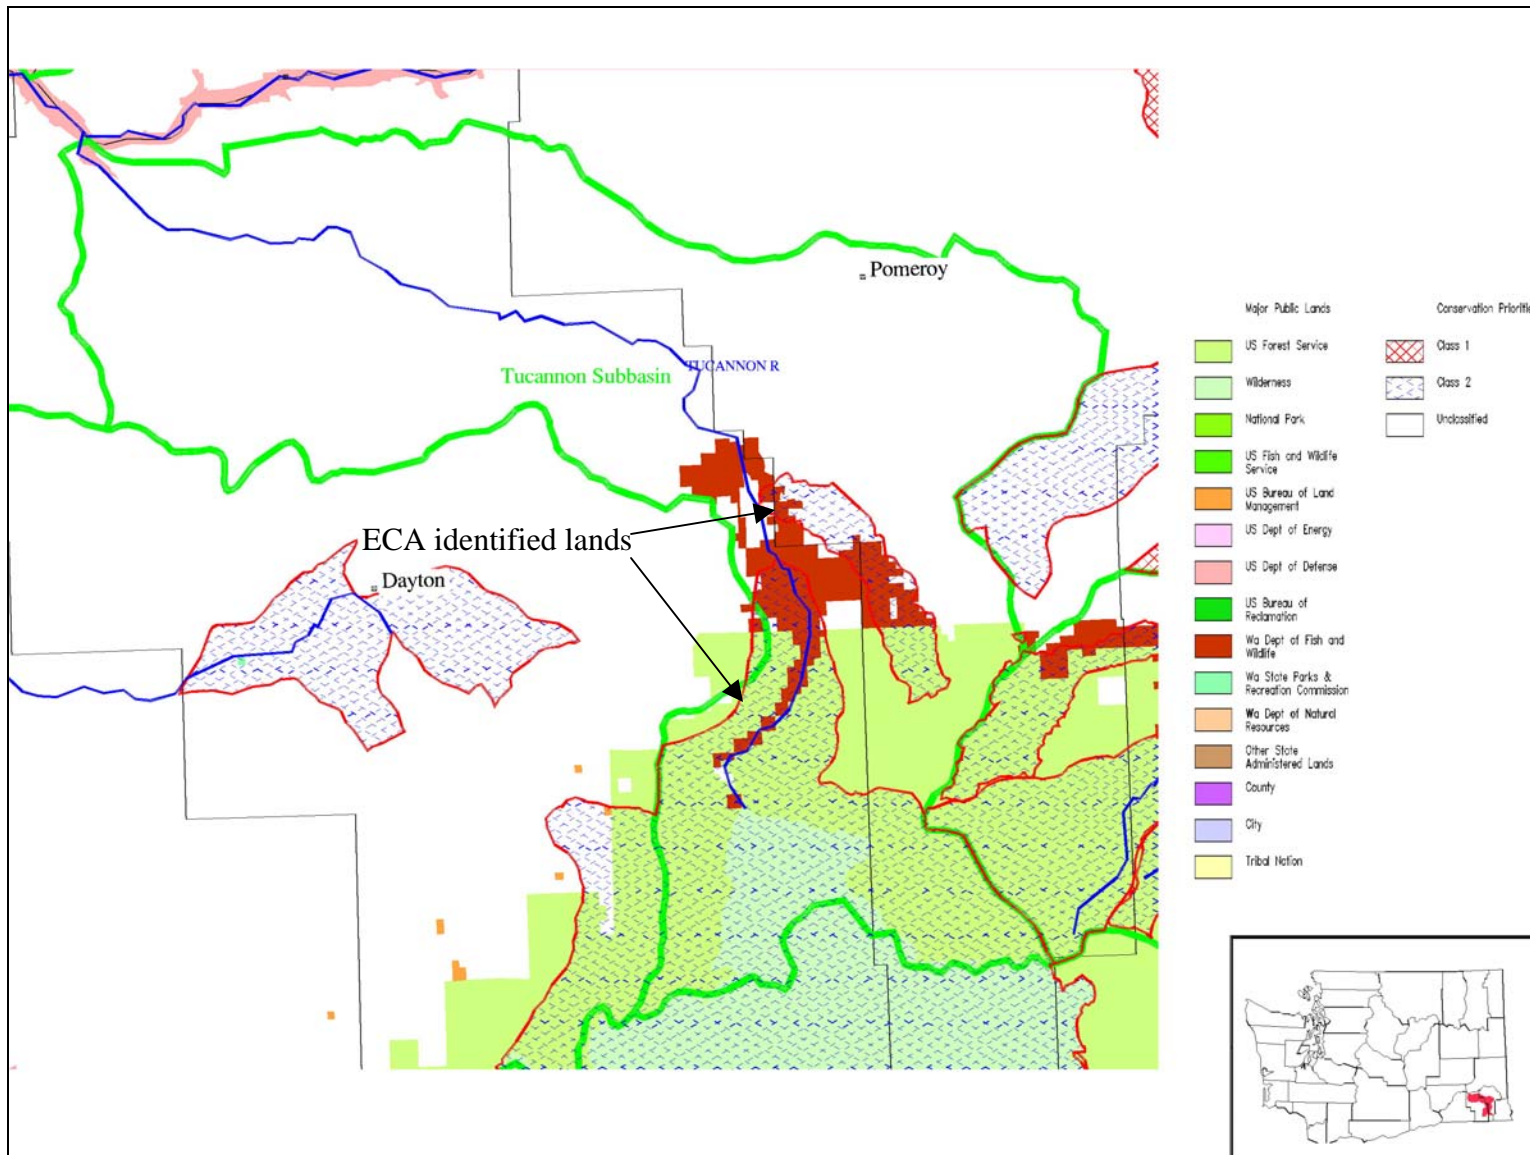 Pomeroy
TUCANNON R
Tucannon Subbasin
ECA identified lands
Dayton
Major Public Lands
US Forest Service
Wilderness
National Park
US Fish and Wildlife
Service
US Bureau of Land
Management
US Dept of Energy
US Dept of Defense
US Bureau of
Reclamation
Wa Dept of Fish and
Wildlife
Wa State Parks &
Recreation Commission
Wa Dept of Natural
Resources
Other State
Administered Lands
County
City
Tribal Nation
Conservation Prioritie
Class 1
Class 2
Unclassified